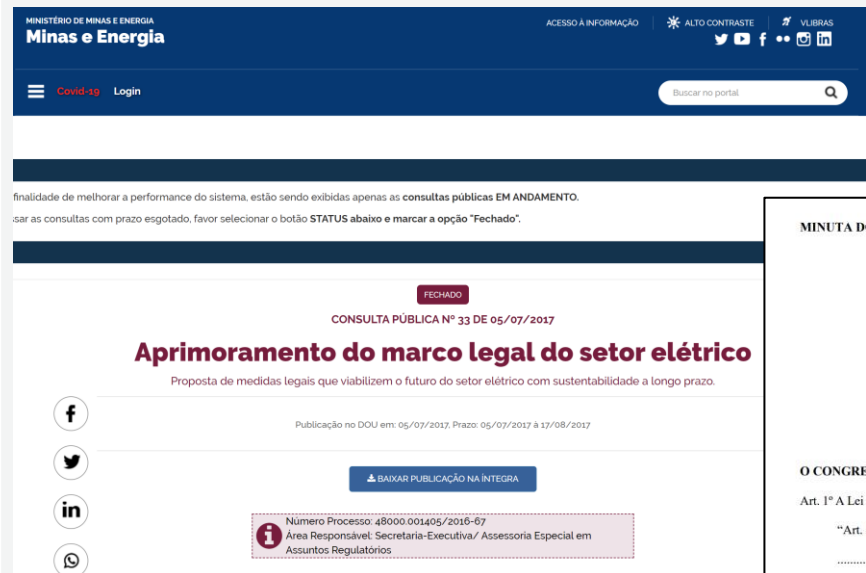 MINISTÉRIO DE MINAS E ENERGIA
Minas e Energia
ACESSO À INFORMAÇÃO
ALTO CONTRASTE
VLIBRAS
Covid-19 Login
Buscar no portal
finalidade de melhorar a performance do sistema, estão sendo exibidas apenas as consultas públicas EM ANDAMENTO.
ssar as consultas com prazo esgotado, favor selecionar o botão STATUS abaixo e marcar a opção "Fechado".
FECHADO
CONSULTA PÚBLICA Nº 33 DE 05/07/2017
Aprimoramento do marco legal do setor elétrico
Proposta de medidas legais que viabilizem o futuro do setor elétrico com sustentabilidade a longo prazo.
Publicação no DOU em: 05/07/2017, Prazo: 05/07/2017 à 17/08/2017
BAIXAR PUBLICAÇÃO NA ÍNTEGRA
Número Processo: 48000.001405/2016-67
Área Responsável: Secretaria-Executiva/ Assessoria Especial em
Assuntos Regulatórios
MINUTA D
O CONGRE
Art. 1º A Lei
“Art.
.........